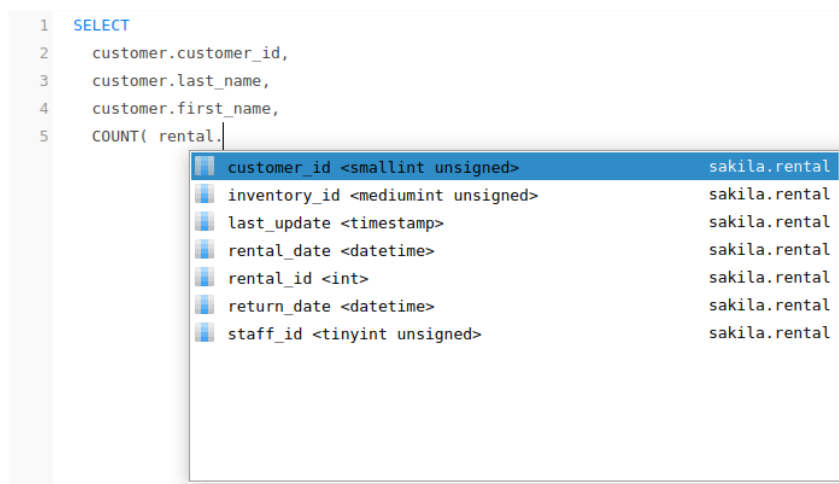 1 SELECT
2 customer.customer_id,
3 customer.last_name,
4 customer.first_name,
5 COUNT( rental.
customer_id <smallint unsigned> sakila.rental
inventory_id <mediumint unsigned> sakila.rental
last_update <timestamp> sakila.rental
rental_date <datetime> sakila.rental
rental_id <int> sakila.rental
return_date <datetime> sakila.rental
staff_id <tinyint unsigned> sakila.rental